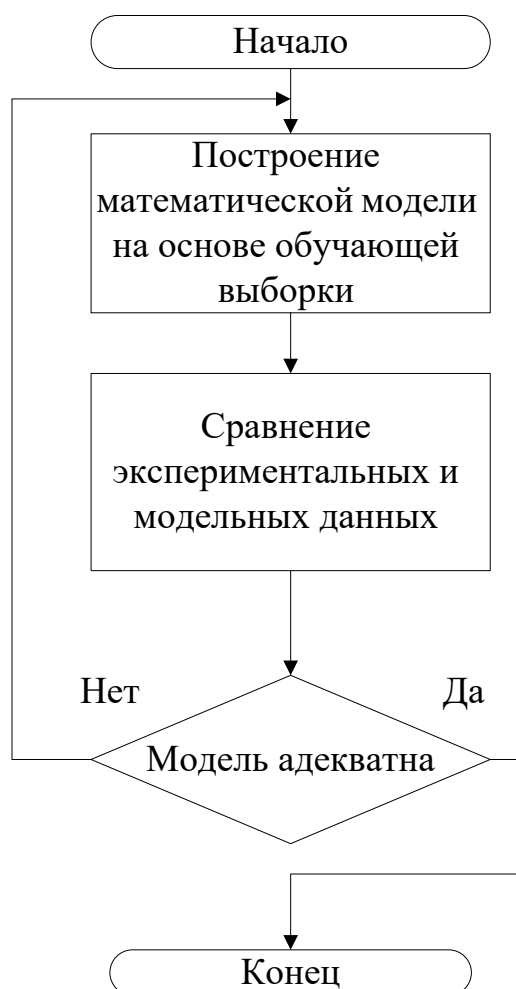 Начало
Построение
математической модели
на основе обучающей
выборки
Сравнение
экспериментальных и
модельных данных
Нет
Да
Модель адекватна
Конец